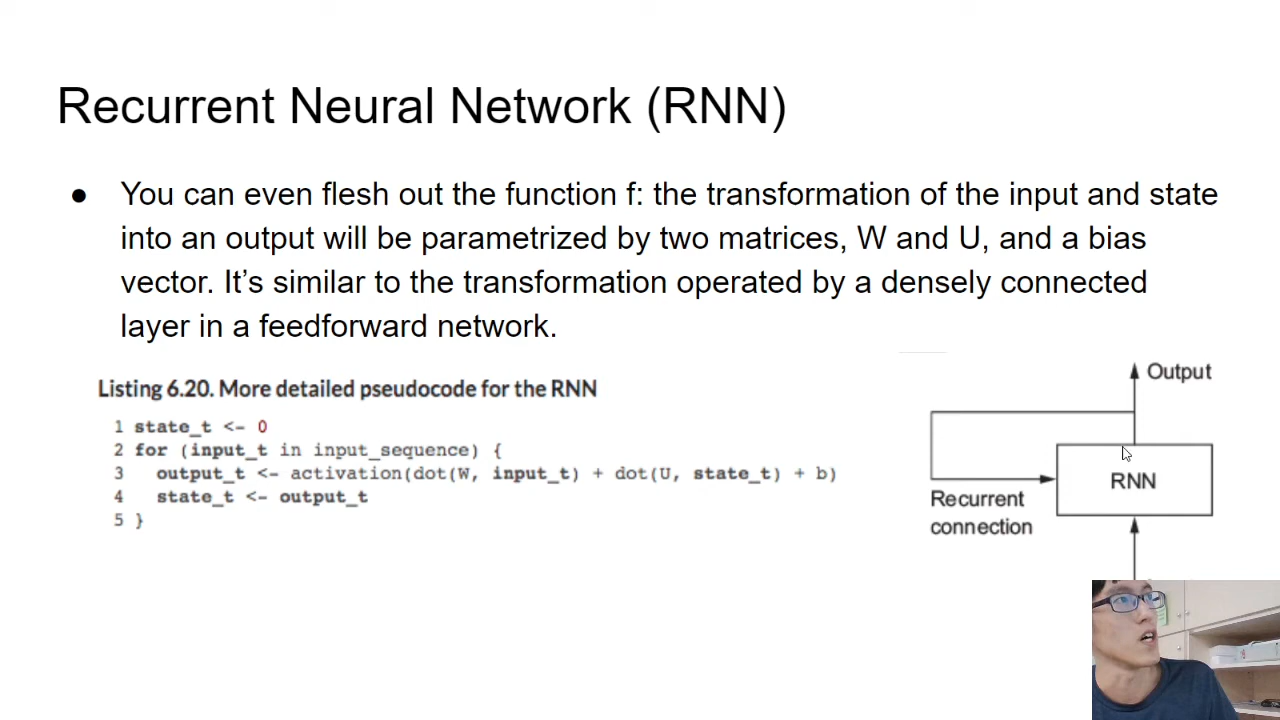 Recurrent Neural Network (RNN)
● You can even flesh out the function f: the transformation of the input and state
into an output will be parametrized by two matrices, W and U, and a bias
vector. It’s similar to the transformation operated by a densely connected
layer in a feedforward network.
Listing 6.20. More detailed pseudocode for the RNN
1 state_t <- 0
2 for (input_t in input_sequence) {
3   output_t <- activation(dot(W, input_t) + dot(U, state_t) + b)
4   state_t <- output_t
5 }
Output
RNN
Recurrent
connection